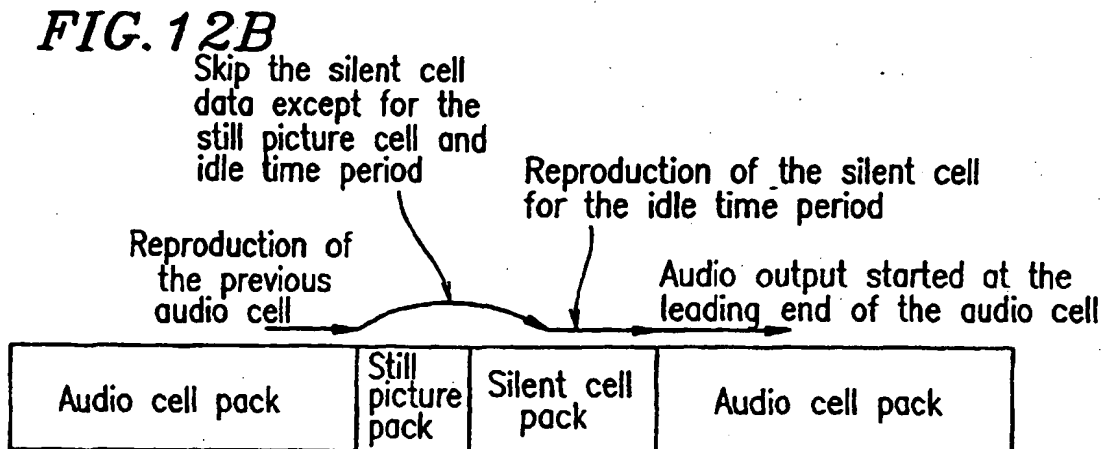 FIG. 12B
Skip the silent cell
data except for the
still picture cell and
idle time period
Reproduction of the silent cell
for the idle time period
Reproduction of
the previous
audio cell
Audio output started at the
leading end of the audio cell
Audio cell pack
Still
picture
pack
Silent cell
pack
Audio cell pack